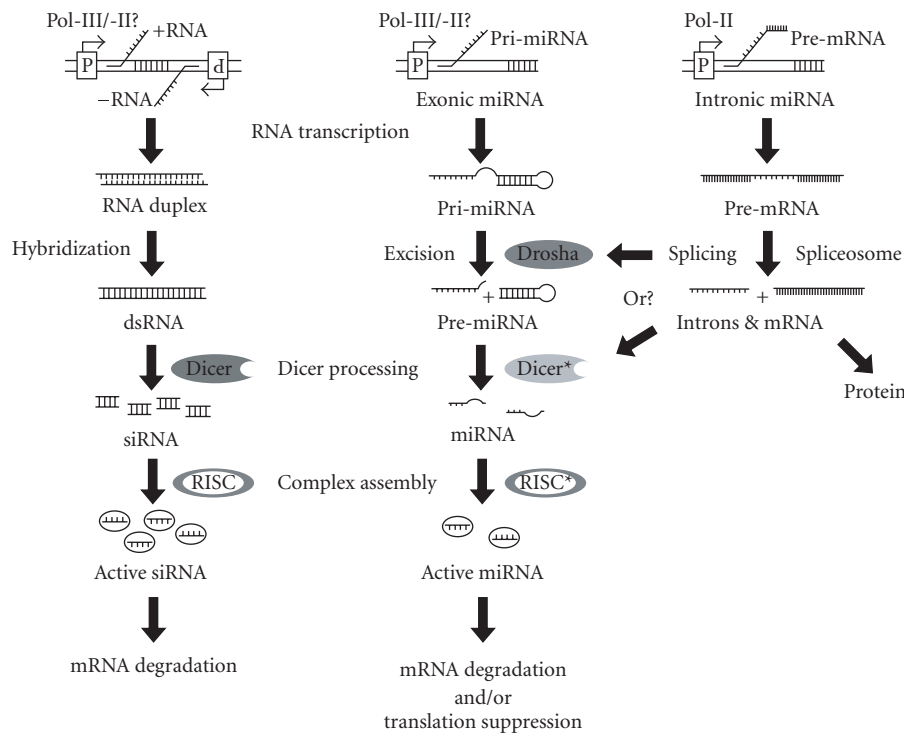 Pol-III/-II?
+RNA
P
P
−RNA
Pol-III/-II?
Pri-miRNA
P
Exonic miRNA
Pol-II
Pre-mRNA
P
Intronic miRNA
RNA transcription
RNA duplex
Pri-miRNA
Pre-mRNA
Hybridization
Excision
Drosha
Splicing
Spliceosome
dsRNA
Pre-miRNA
+
Or?
+
Introns & mRNA
Dicer
Dicer processing
Dicer*
Protein
siRNA
miRNA
RISC
Complex assembly
RISC*
Active siRNA
Active miRNA
mRNA degradation
mRNA degradation
and/or
translation suppression